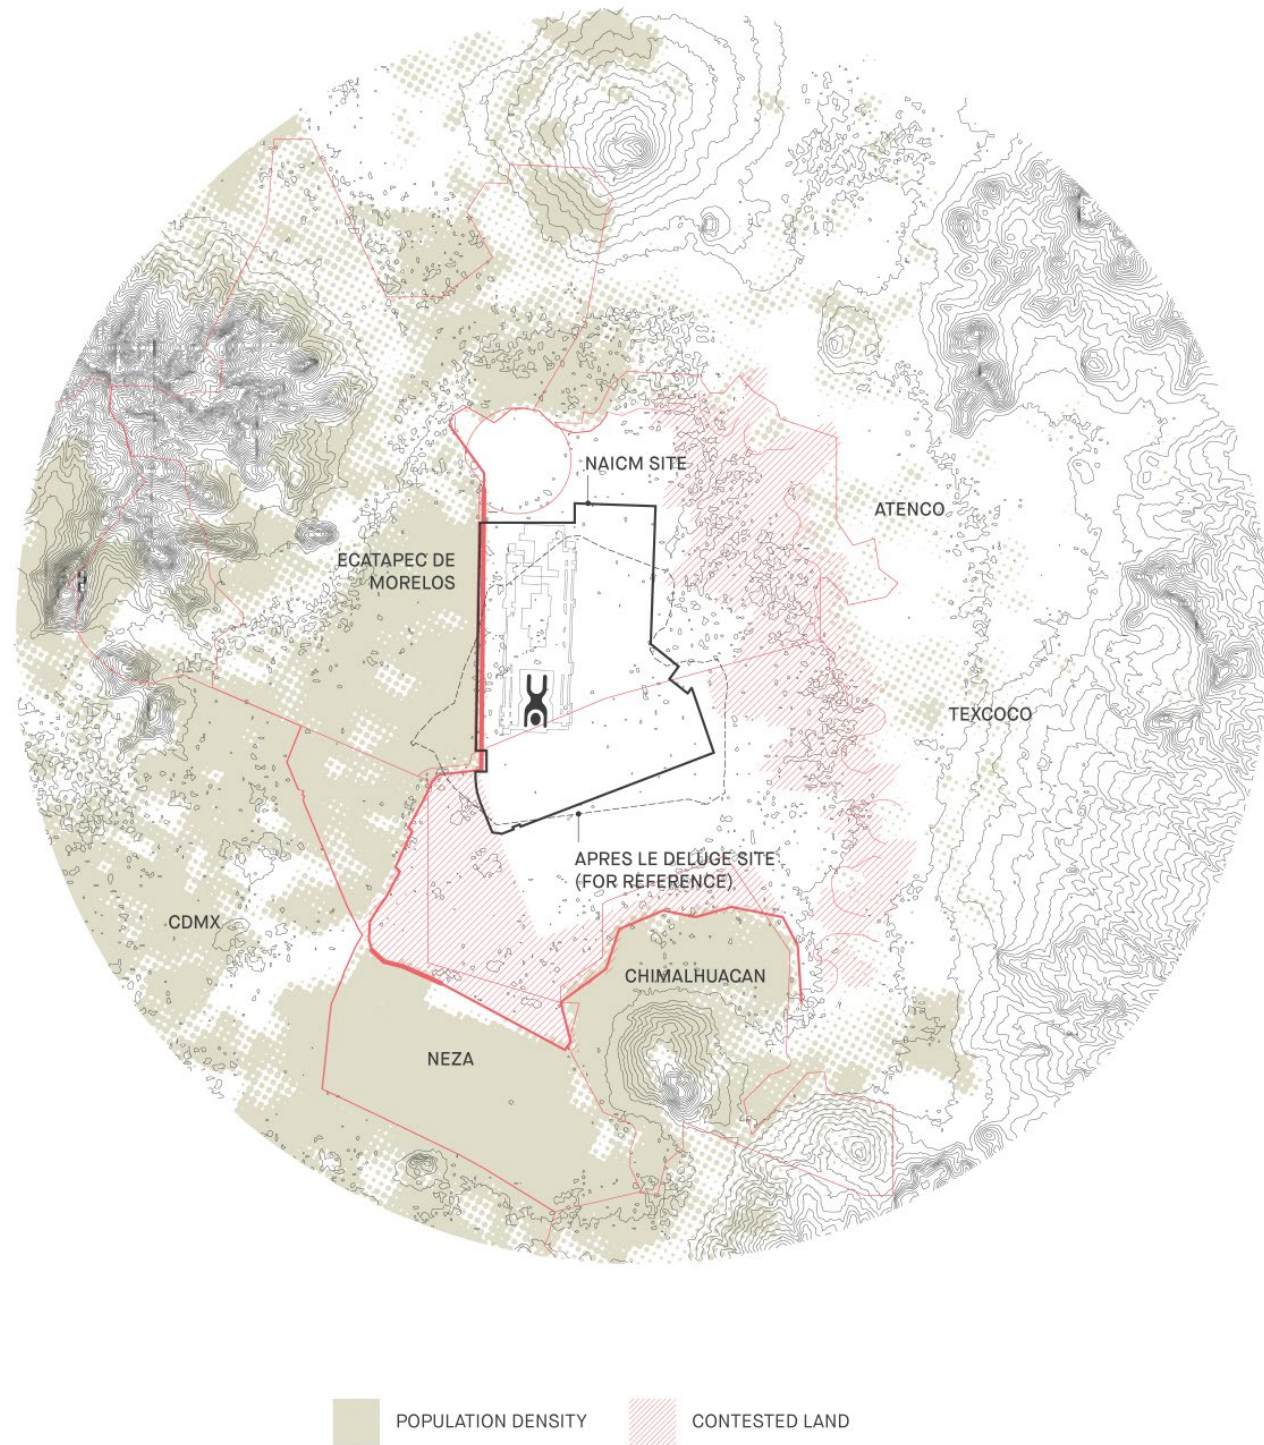 NAICM SITE
ATENCO
ECATAPEC DE
MORELOS
TEXCOCO
APRES LE DELUGE SITE
(FOR REFERENCE)
CDMX
CHIMALHUACAN
NEZA
POPULATION DENSITY
CONTESTED LAND